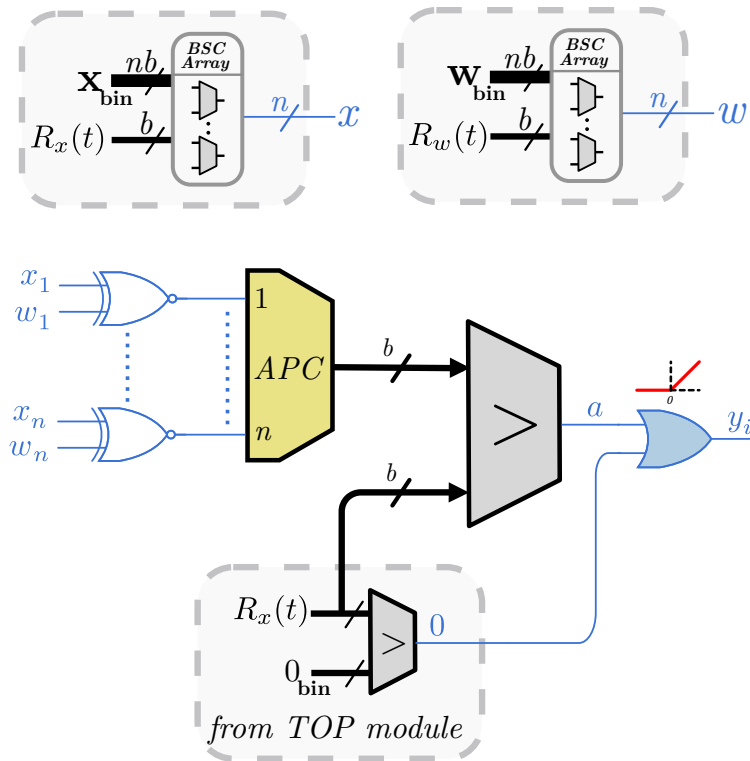 BSC Array
x bin
nb
R_x(t)
b
n
x
BSC Array
w bin
nb
R_w(t)
b
n
w
x_1
w_1
x_n
w_n
1
APC
n
b
>
b
a
0
y_i
R_x(t)
0 bin
>
0
from TOP module